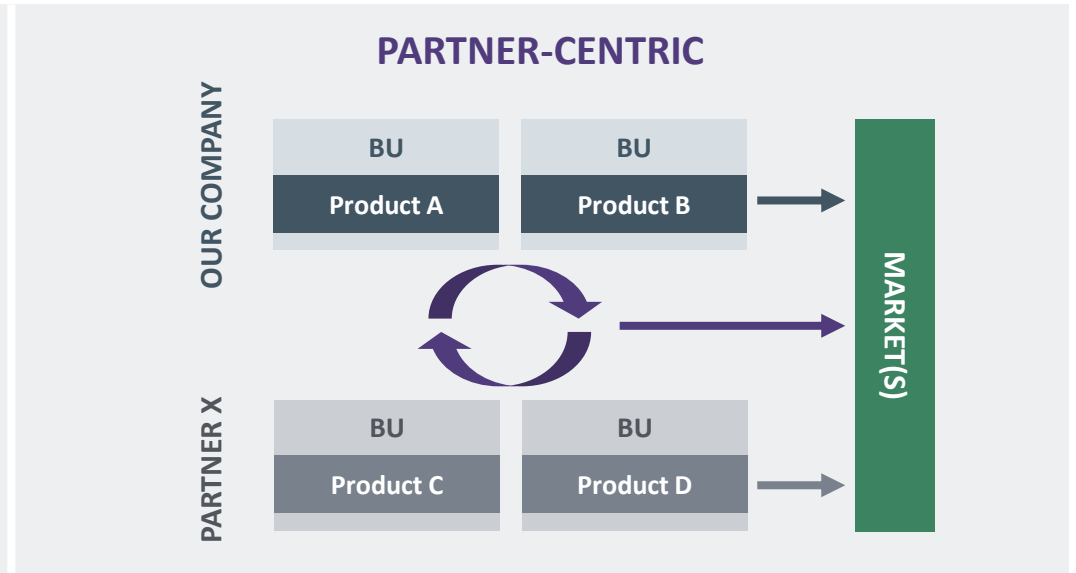 PARTNER-CENTRIC
OUR COMPANY
BU
BU
Product A
Product B
MARKET(S)
PARTNER X
BU
BU
Product C
Product D